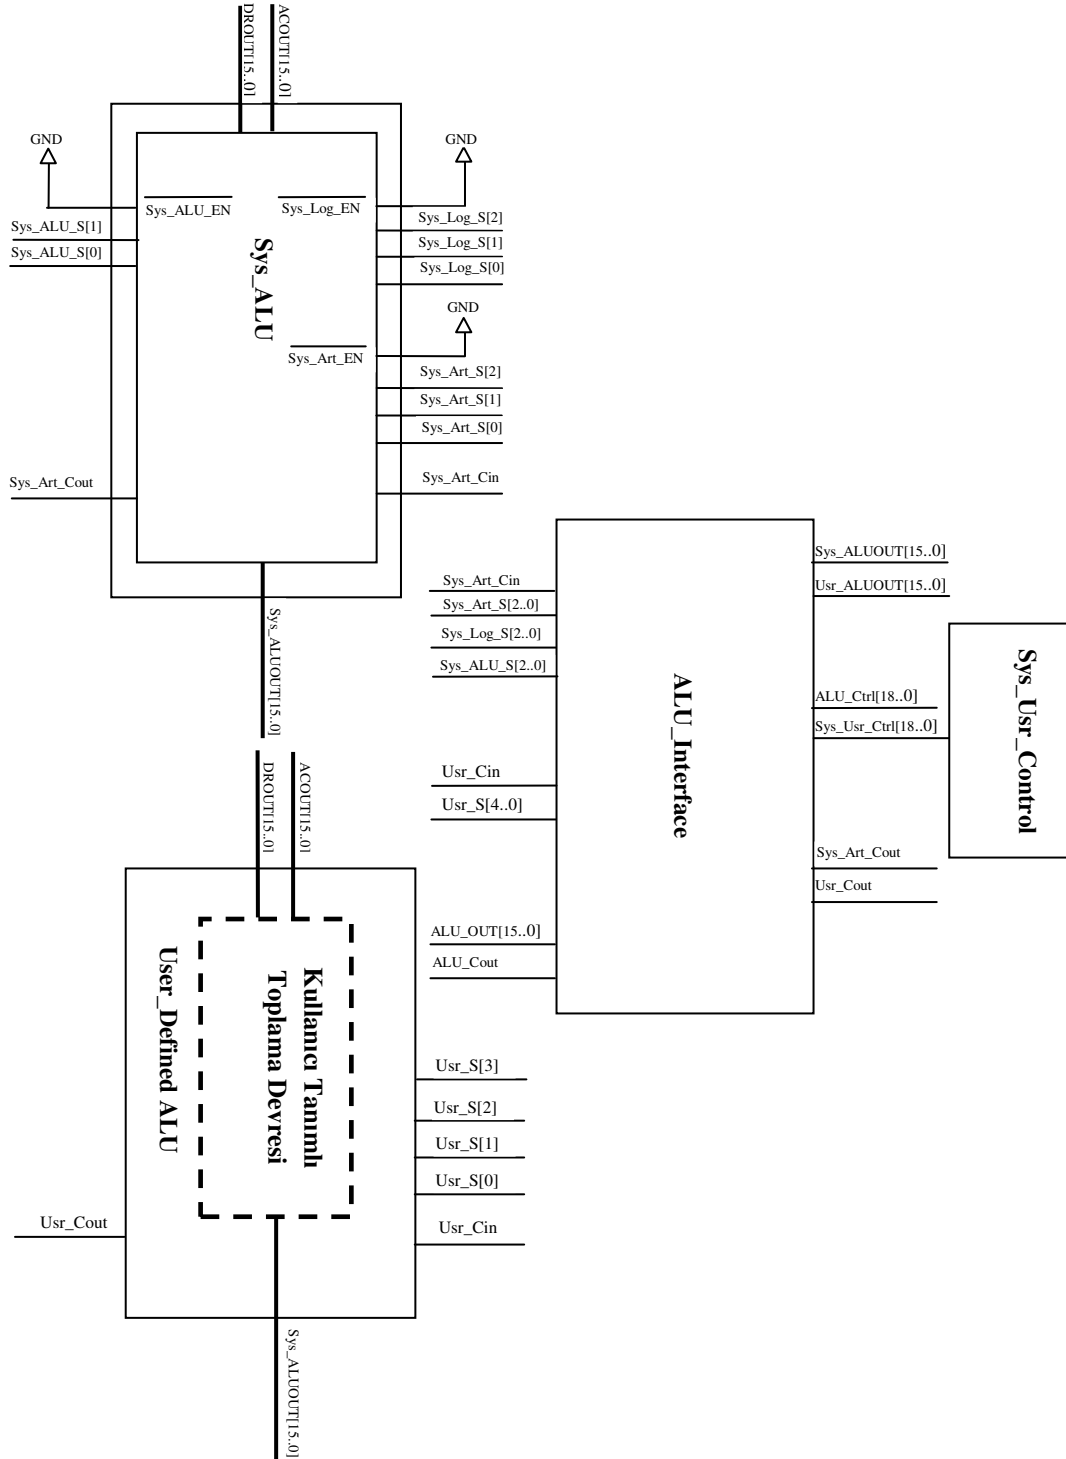 DROUT[15..0]
ACOUT[15..0]
GND
GND
Sys_ALU_EN
Sys_Log_EN
Sys_ALU_S[1]
Sys_ALU_S[0]
Sys_Log_S[2]
Sys_Log_S[1]
Sys_Log_S[0]
Sys_ALU
GND
Sys_Art_EN
Sys_Art_S[2]
Sys_Art_S[1]
Sys_Art_S[0]
Sys_Art_Cout
Sys_Art_Cin
Sys_ALUOUT[15..0]
Sys_Art_Cin
Sys_Art_S[2..0]
Sys_Log_S[2..0]
Sys_ALU_S[2..0]
Usr_Cin
Usr_S[4..0]
ALU_OUT[15..0]
ALU_Cout
ALU_Interface
Sys_ALUOUT[15..0]
Usr_ALUOUT[15..0]
ALU_Ctrl[18..0]
Sys_Usr_Ctrl[18..0]
Sys_Art_Cout
Usr_Cout
Sys_Usr_Control
DROUT[15..0]
ACOUT[15..0]
User_Defined ALU
Kullanıcı Tanımlı
Toplama Devresi
Usr_S[3]
Usr_S[2]
Usr_S[1]
Usr_S[0]
Usr_Cin
Usr_Cout
Sys_ALUOUT[15..0]